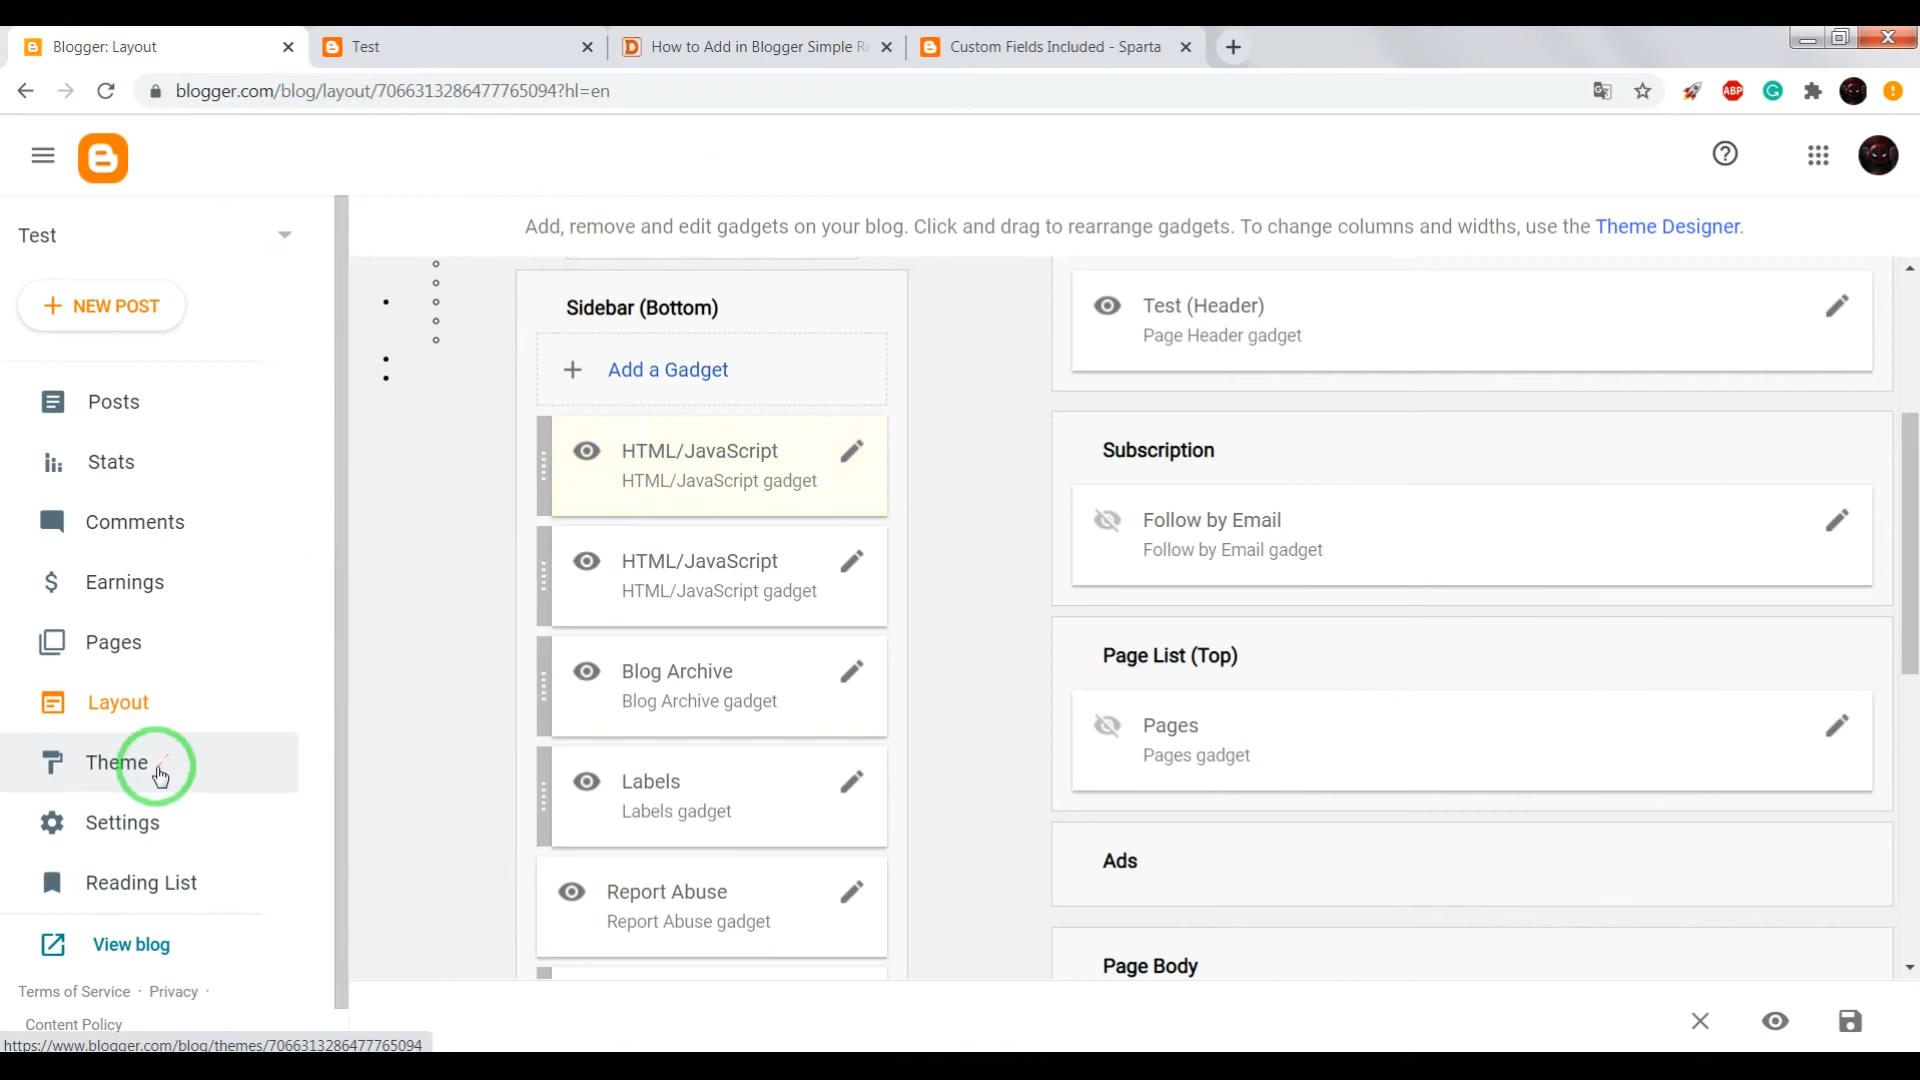 Blogger: Layout
Test
How to Add in Blogger Simple Re
Custom Fields Included - Sparta
blogger.com/blog/layout/7066313286477765094?hl=en
ABP
Test
Add, remove and edit gadgets on your blog. Click and drag to rearrange gadgets. To change columns and widths, use the Theme Designer.
+ NEW POST
Posts
Stats
Comments
Earnings
Pages
Layout
Theme
Settings
Reading List
View blog
Terms of Service · Privacy ·
Content Policy
https://www.blogger.com/blog/themes/7066313286477765094
Sidebar (Bottom)
+ Add a Gadget
HTML/JavaScript
HTML/JavaScript gadget
HTML/JavaScript
HTML/JavaScript gadget
Blog Archive
Blog Archive gadget
Labels
Labels gadget
Report Abuse
Report Abuse gadget
Test (Header)
Page Header gadget
Subscription
Follow by Email
Follow by Email gadget
Page List (Top)
Pages
Pages gadget
Ads
Page Body